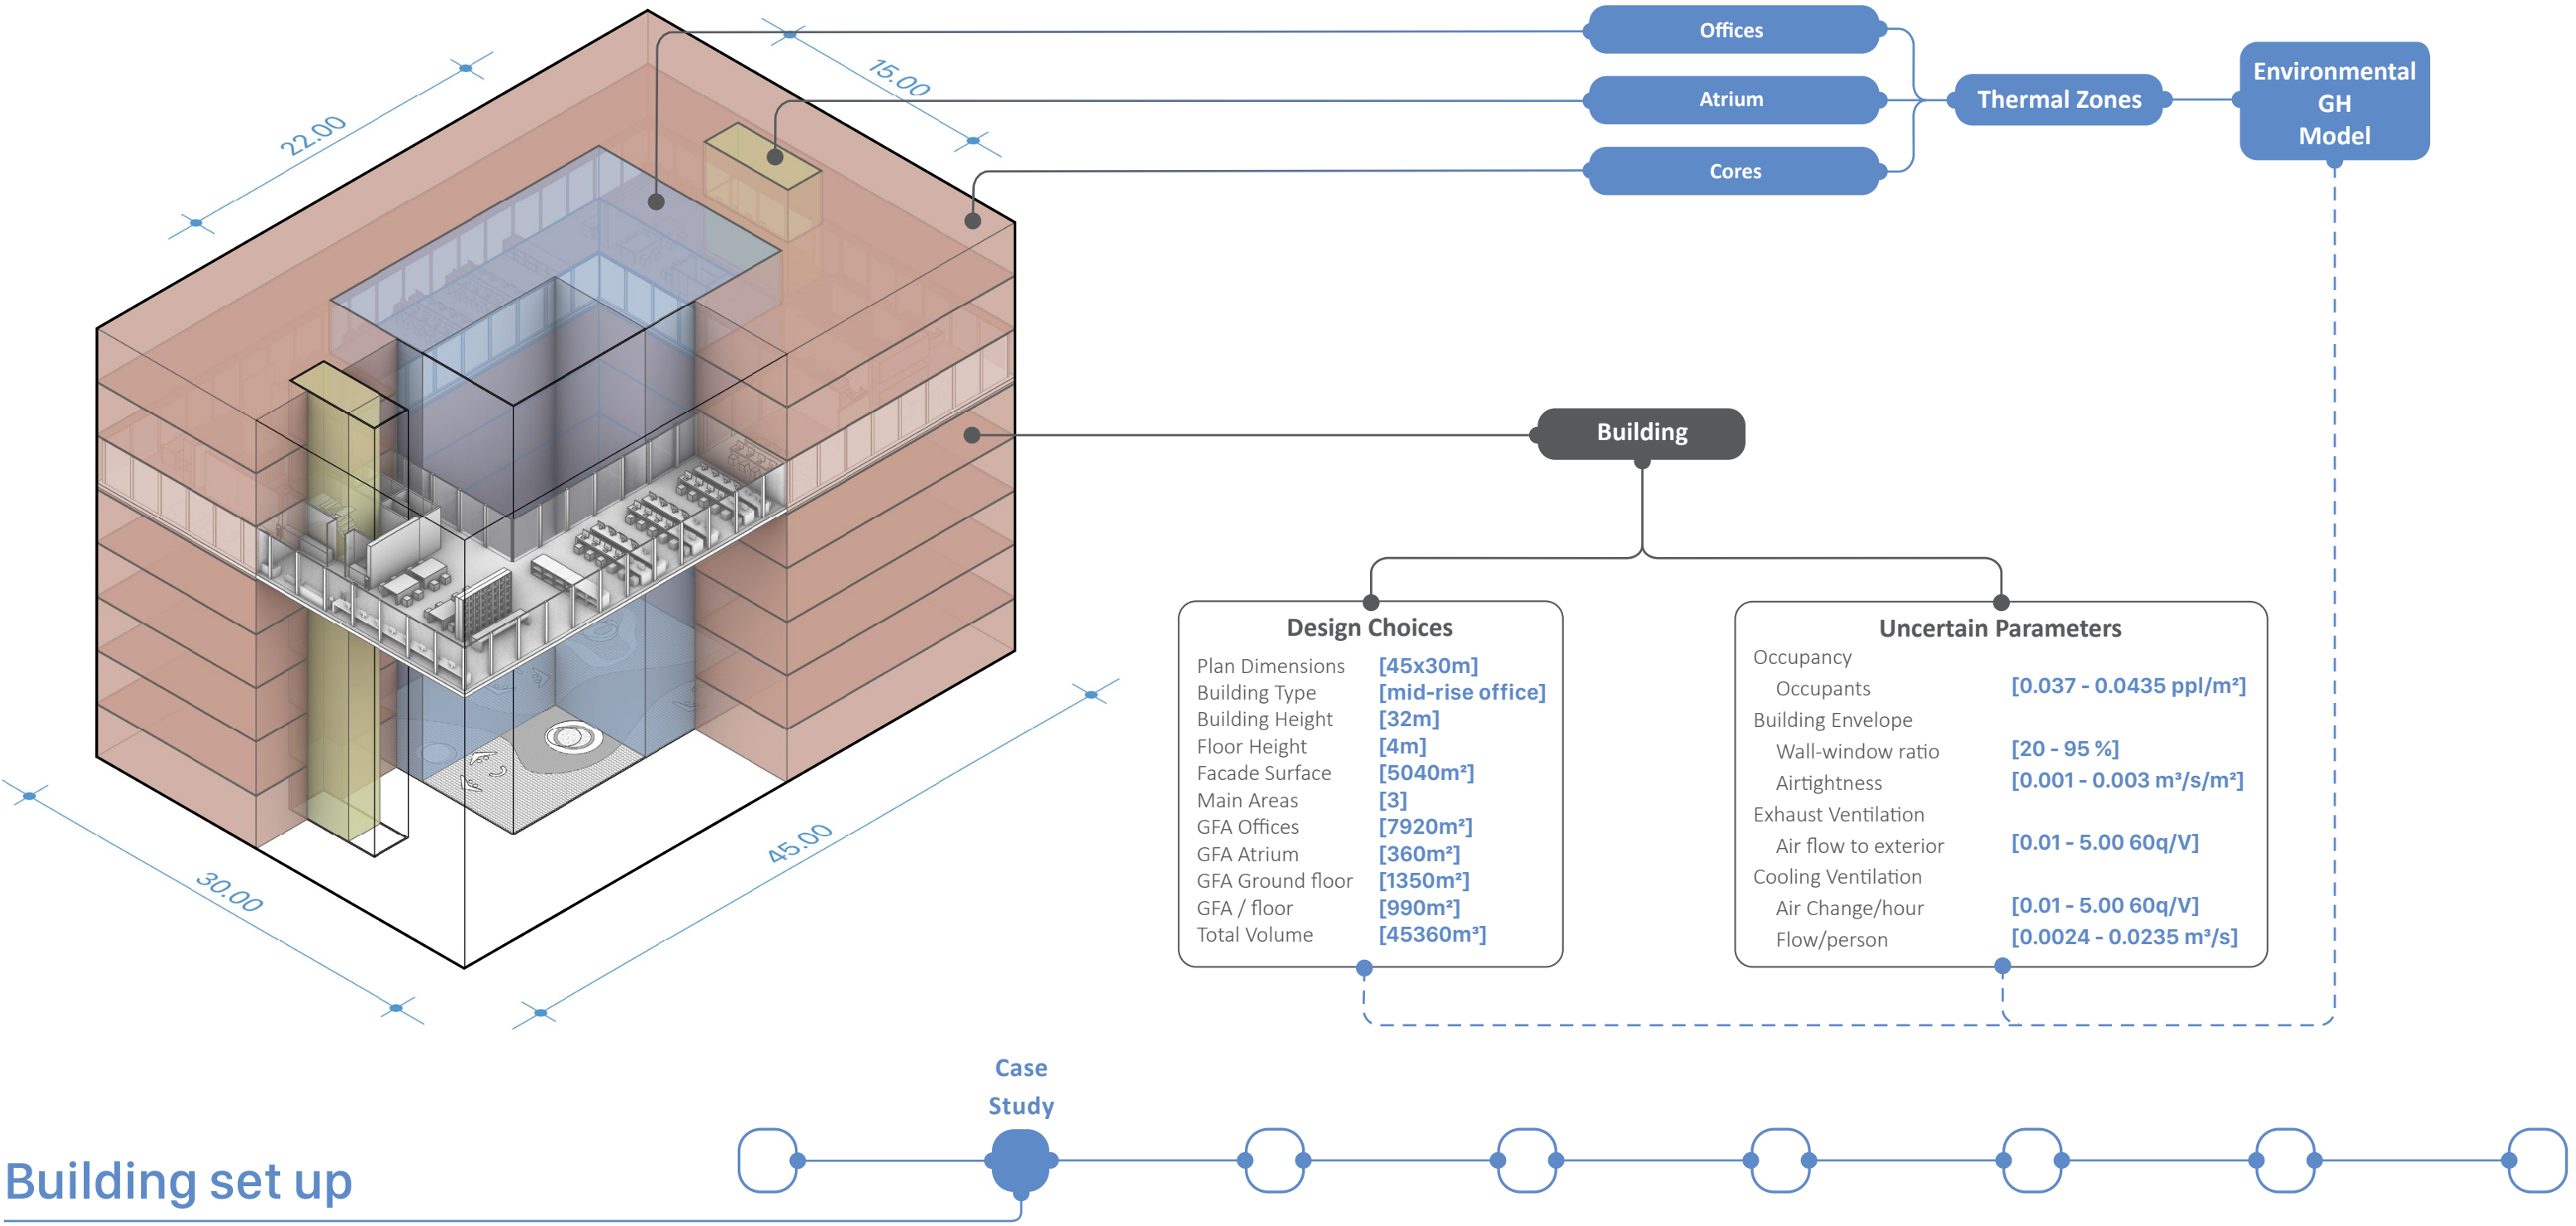 22.00
15.00
30.00
45.00
Offices
Atrium
Cores
Thermal Zones
Environmental
GH
Model
Building
Design Choices
Plan Dimensions [45x30m]
Building Type [mid-rise office]
Building Height [32m]
Floor Height [4m]
Facade Surface [5040m²]
Main Areas [3]
GFA Offices [7920m²]
GFA Atrium [360m²]
GFA Ground floor [1350m²]
GFA / floor [990m²]
Total Volume [45360m³]
Uncertain Parameters
Occupancy
Occupants [0.037 - 0.0435 ppl/m²]
Building Envelope
Wall-window ratio [20 - 95 %]
Airtightness [0.001 - 0.003 m³/s/m²]
Exhaust Ventilation
Air flow to exterior [0.01 - 5.00 60q/V]
Cooling Ventilation
Air Change/hour [0.01 - 5.00 60q/V]
Flow/person [0.0024 - 0.0235 m³/s]
Case
Study
Building set up